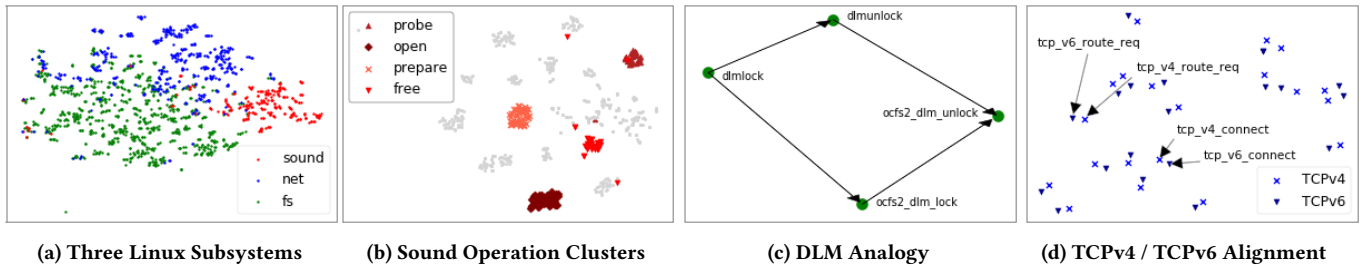 sound
net
fs
(a) Three Linux Subsystems
probe
open
prepare
free
(b) Sound Operation Clusters
dlmunlock
dlmlock
ocfs2_dlm_unlock
ocfs2_dlm_lock
(c) DLM Analogy
tcp_v6_route_req
tcp_v4_route_req
tcp_v4_connect
tcp_v6_connect
TCPv4
TCPv6
(d) TCPv4 / TCPv6 Alignment